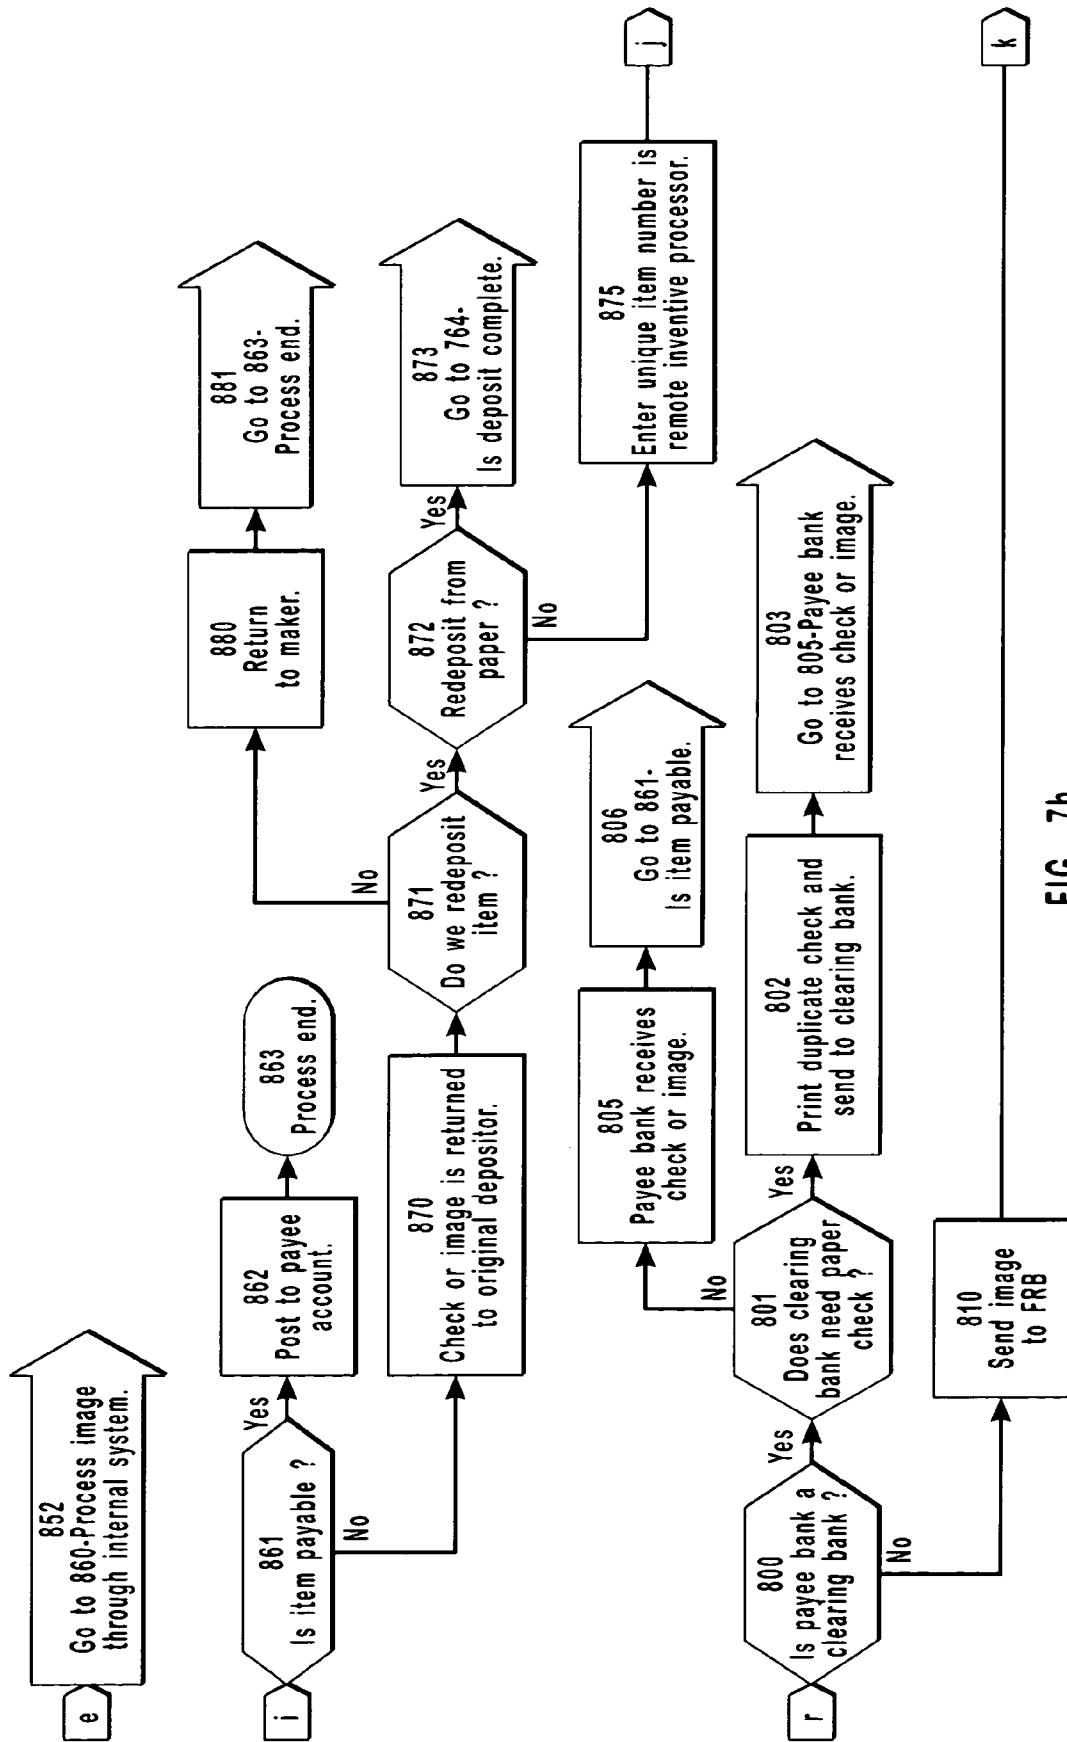 e
852
Go to 860-Process image
through internal system.
i
861
Is item payable ?
Yes
No
862
Post to payee
account.
863
Process end.
870
Check or image is returned
to original depositor.
871
Do we redeposit
item ?
No
Yes
880
Return
to maker.
881
Go to 863-
Process end.
872
Redeposit from
paper ?
Yes
No
873
Go to 764-
Is deposit complete.
875
Enter unique item number is
remote inventive processor.
j
r
800
Is payee bank a
clearing bank ?
Yes
No
801
Does clearing
bank need paper
check ?
No
Yes
805
Payee bank receives
check or image.
806
Go to 861-
Is item payable.
802
Print duplicate check and
send to clearing bank.
803
Go to 805-Payee bank
receives check or image.
810
Send image
to FRB
k